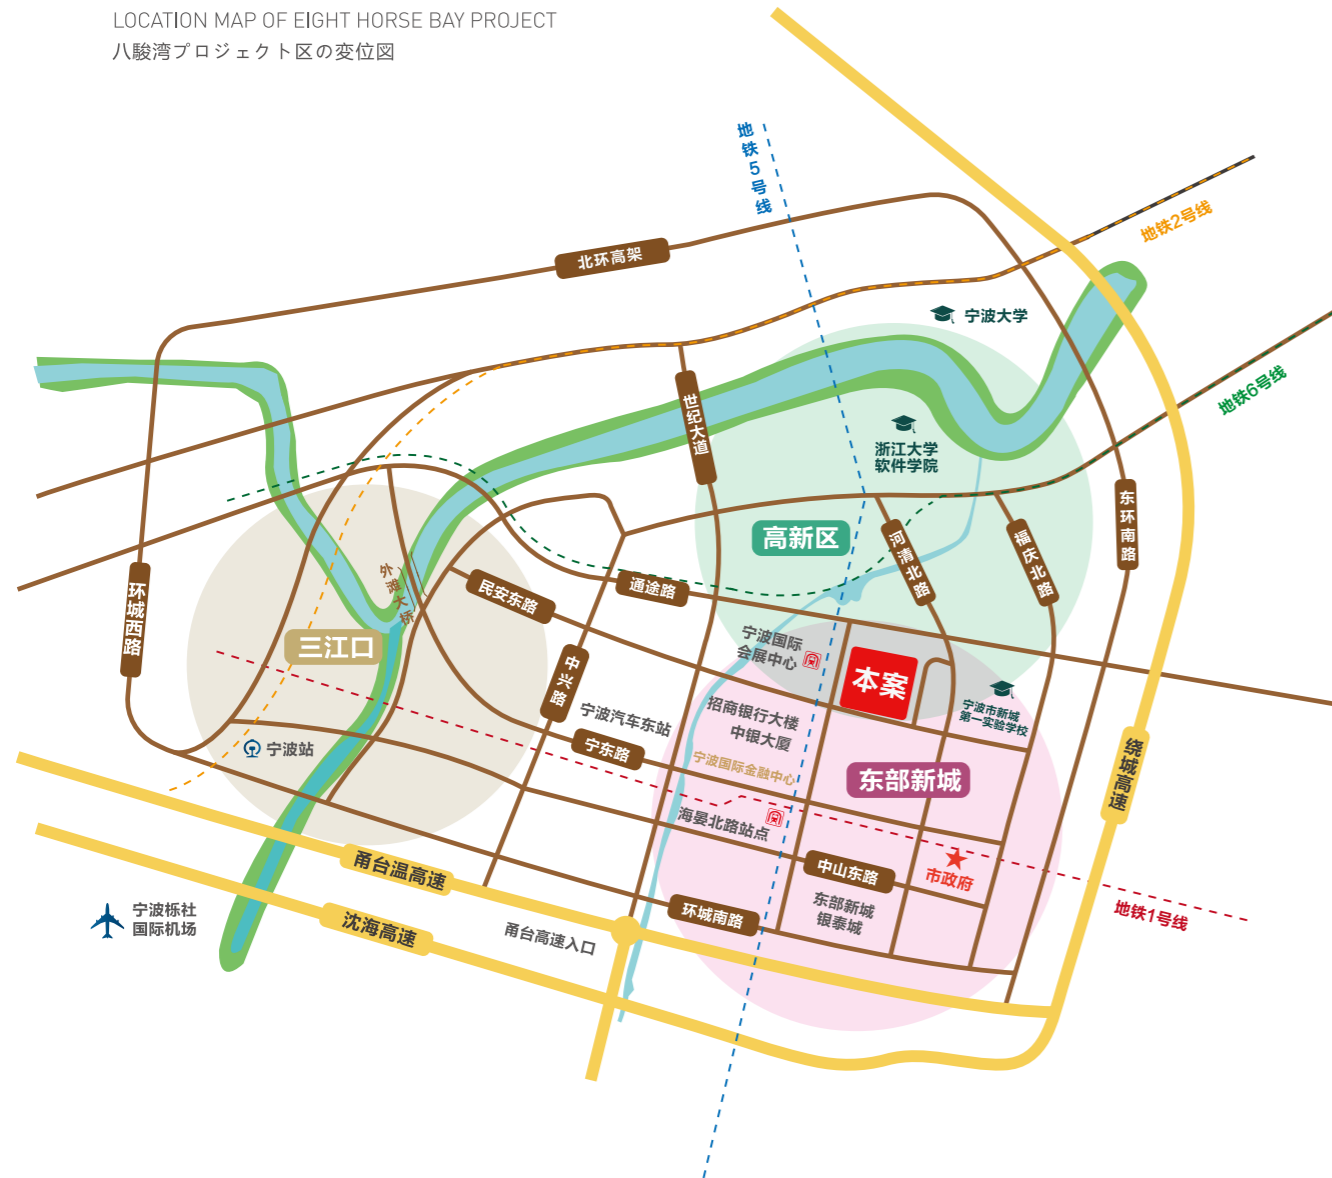 LOCATION MAP OF EIGHT HORSE BAY PROJECT
八駿湾プロジェクト区の変位図
地铁5号线
地铁2号线
北环高架
宁波大学
地铁6号线
世纪大道
浙江大学
软件学院
东环南路
高新区
河清北路
福庆北路
外滩大桥
环城西路
民安东路
通途路
三江口
宁波国际
会展中心
本案
中兴路
宁波市新城
第一实验学校
招商银行大楼
中银大厦
宁波汽车东站
宁波站
宁东路
宁波国际金融中心
东部新城
绕城高速
海晏北路站点
甬台温高速
中山东路
市政府
东部新城
银泰城
环城南路
地铁1号线
宁波栎社
国际机场
沈海高速
甬台高速入口